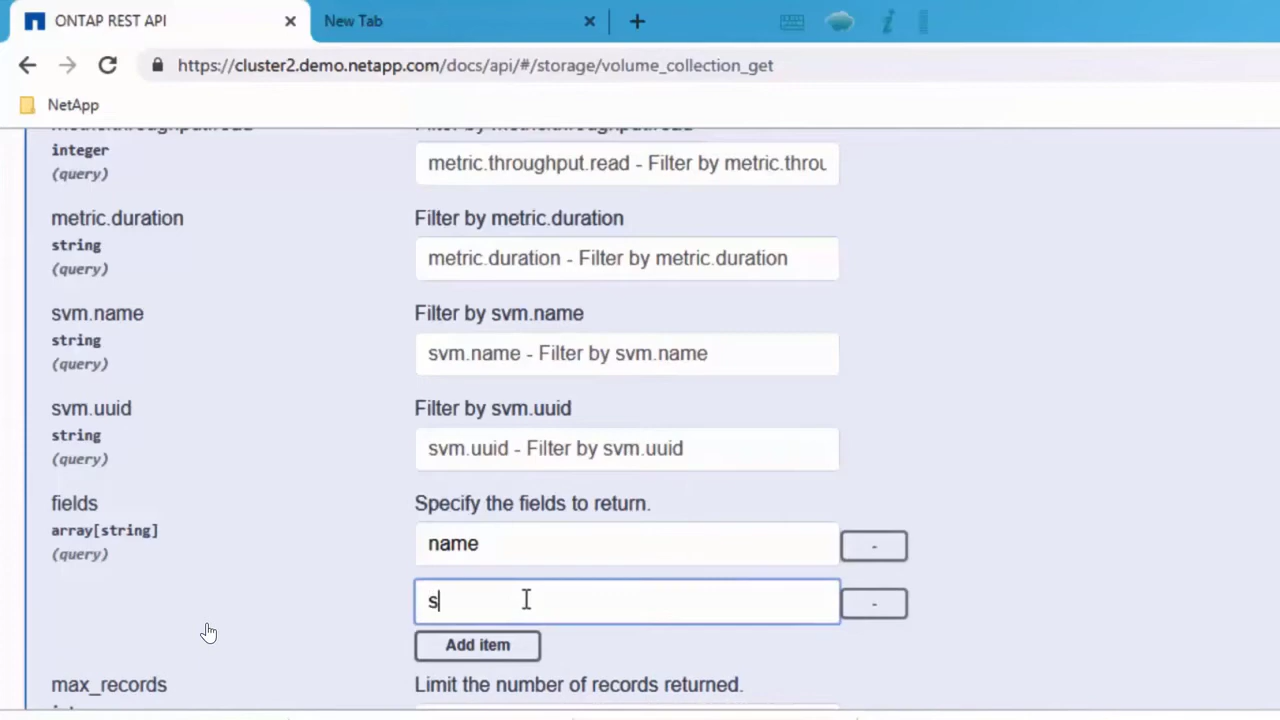 ONTAP REST API
New Tab
https://cluster2.demo.netapp.com/docs/api/#/storage/volume_collection_get
NetApp
integer
(query)
metric.throughput.read - Filter by metric.throu
metric.duration
string
(query)
Filter by metric.duration
metric.duration - Filter by metric.duration
svm.name
string
(query)
Filter by svm.name
svm.name - Filter by svm.name
svm.uuid
string
(query)
Filter by svm.uuid
svm.uuid - Filter by svm.uuid
fields
array[string]
(query)
Specify the fields to return.
name
-
s
-
Add item
max_records
Limit the number of records returned.